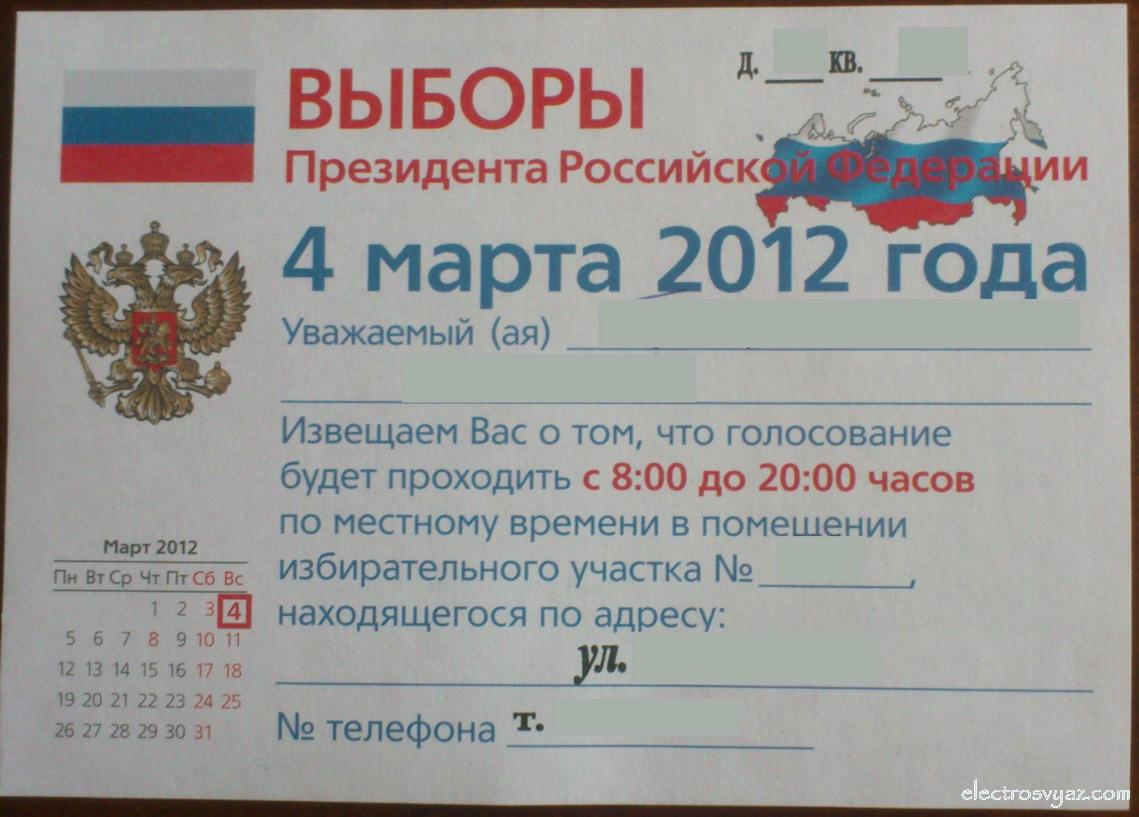 Д. ____ КВ. ____
ВЫБОРЫ
Президента Российской Федерации
4 марта 2012 года
Уважаемый (ая)
Извещаем Вас о том, что голосование
будет проходить с 8:00 до 20:00 часов
по местному времени в помещении
избирательного участка №______,
находящегося по адресу:
ул.
№ телефона т.
Март 2012
Пн Вт Ср Чт Пт Сб Вс
1 2 3 4
5 6 7 8 9 10 11
12 13 14 15 16 17 18
19 20 21 22 23 24 25
26 27 28 29 30 31
electrosvyaz.com